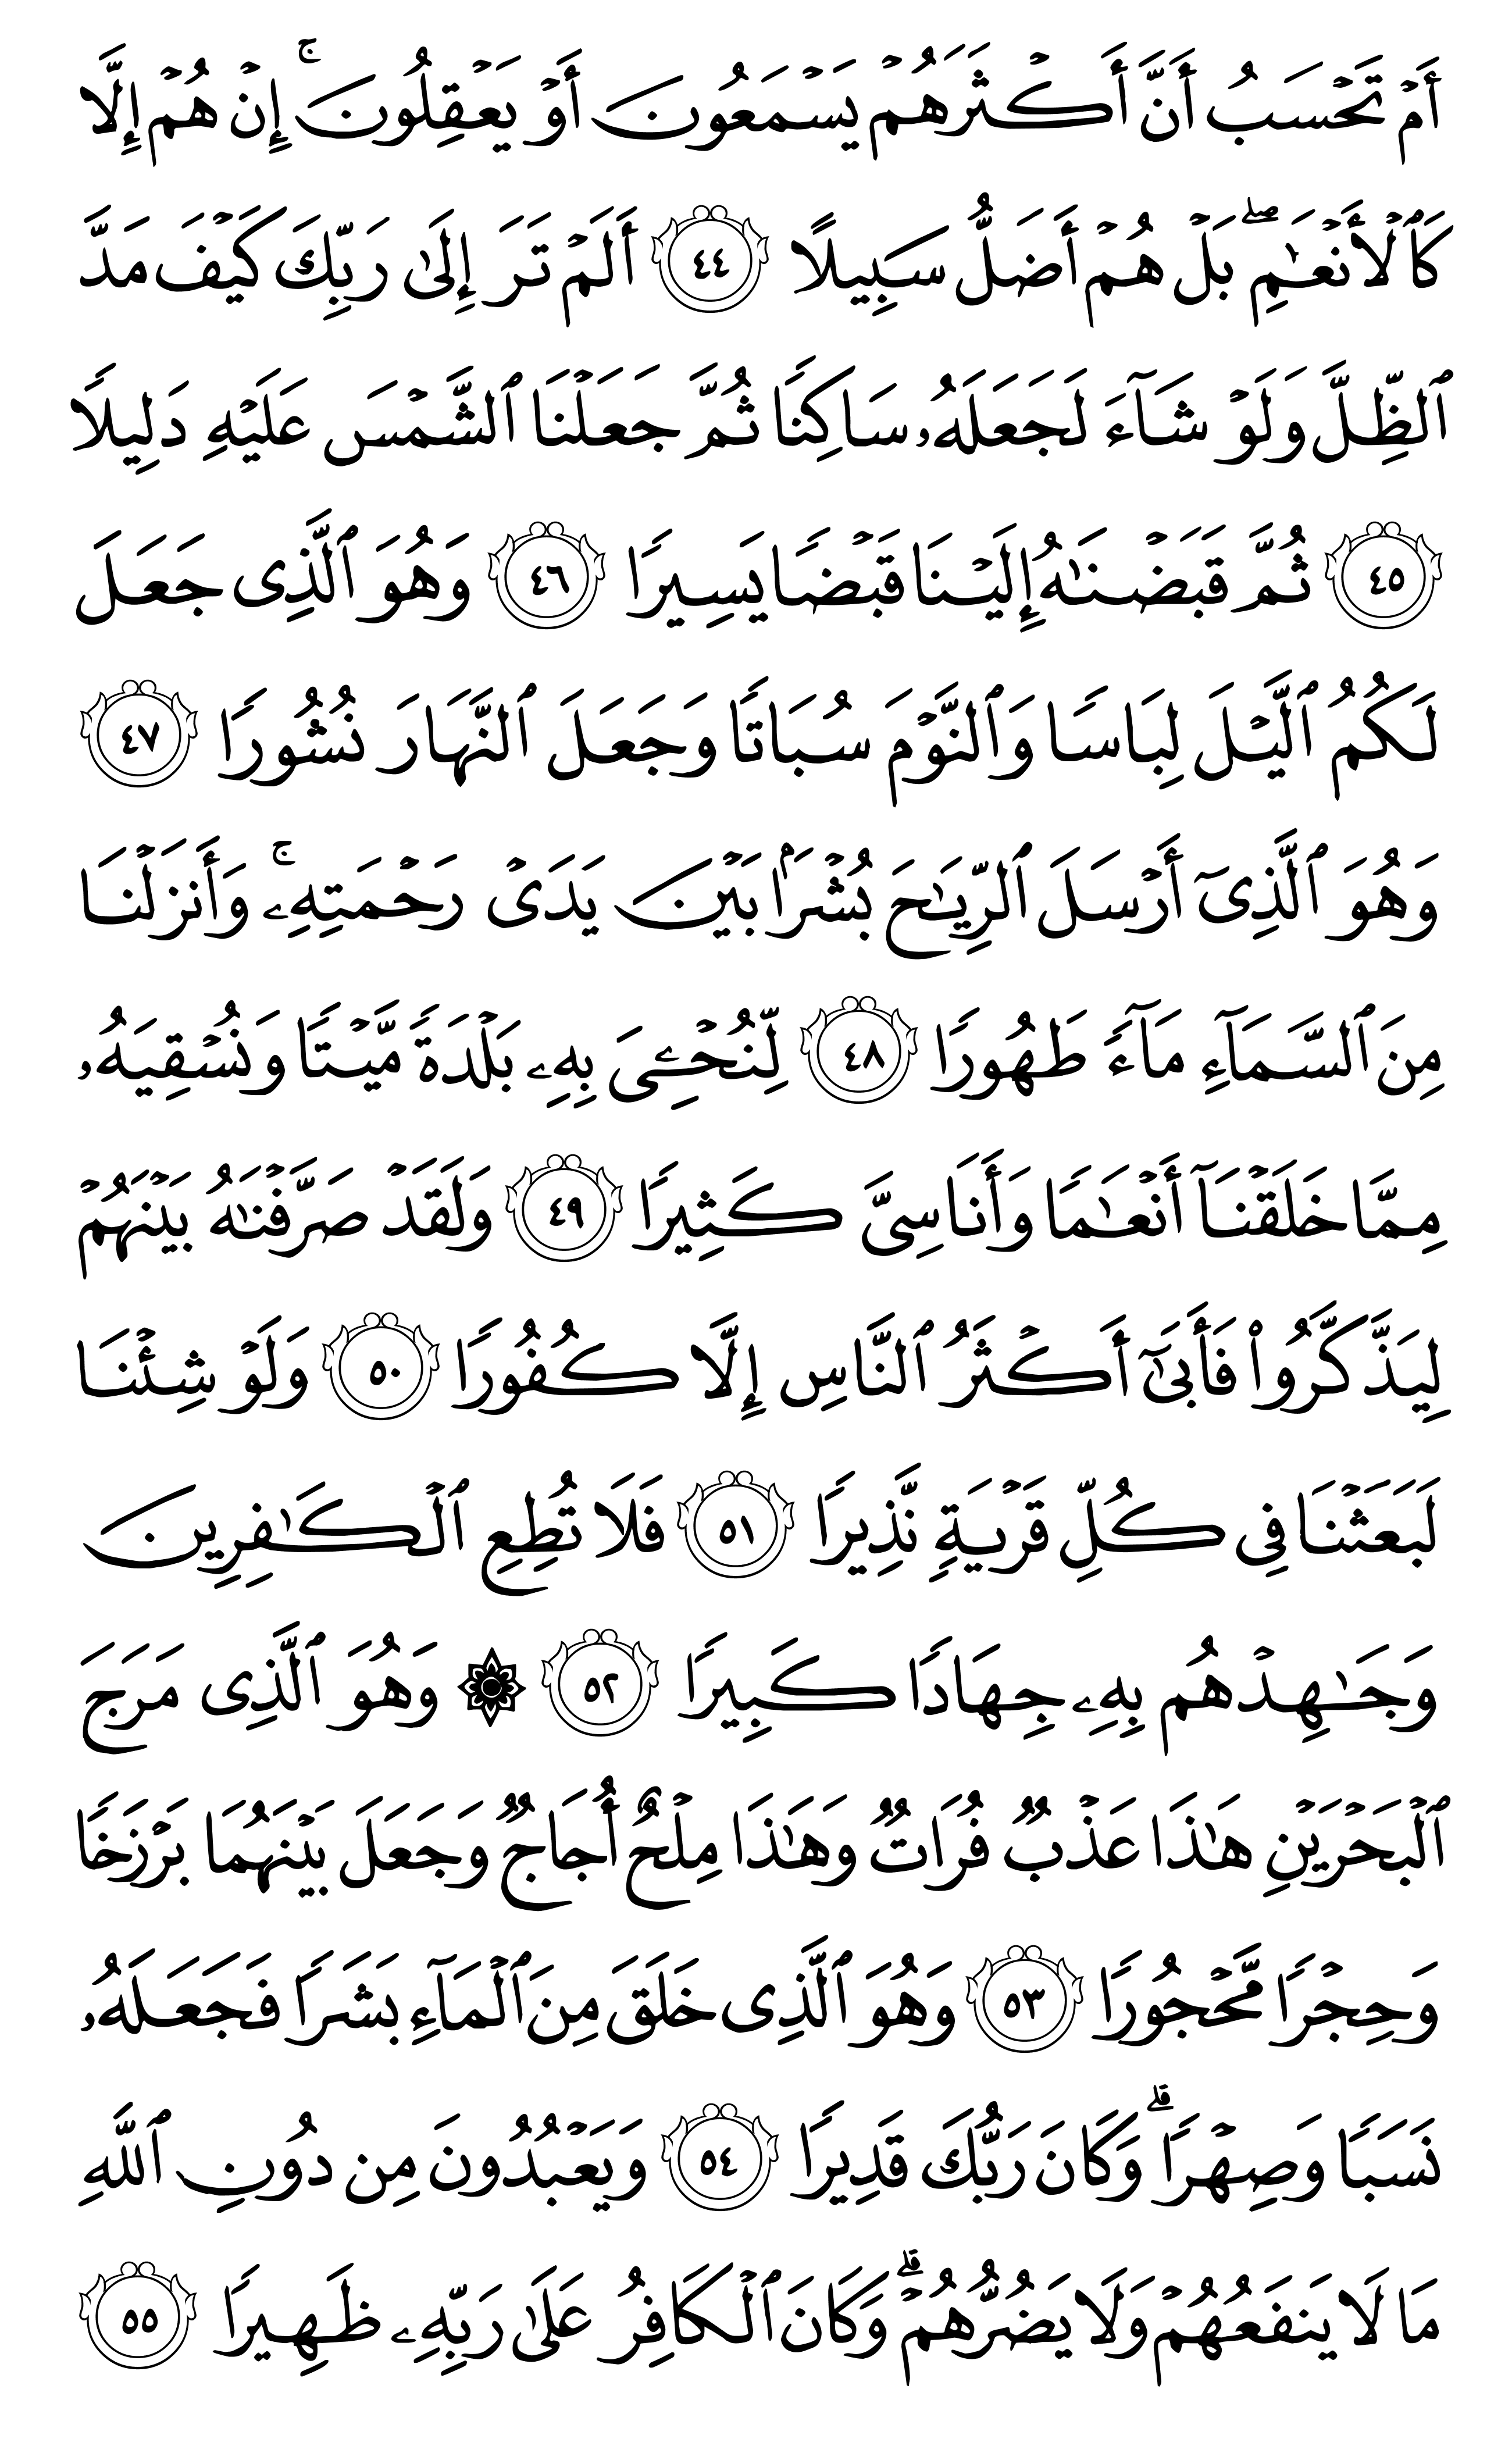 أَمْ تَحْسَبُ أَنَّ أَكْثَرَهُمْ يَسْمَعُونَ أَوْ يَعْقِلُونَ ۚ إِنْ هُمْ إِلَّا
كَٱلْأَنْعَٰمِ ۖ بَلْ هُمْ أَضَلُّ سَبِيلًا ٤٤ أَلَمْ تَرَ إِلَىٰ رَبِّكَ كَيْفَ مَدَّ
ٱلظِّلَّ وَلَوْ شَآءَ لَجَعَلَهُۥ سَاكِنًا ثُمَّ جَعَلْنَا ٱلشَّمْسَ عَلَيْهِ دَلِيلًا
٤٥ ثُمَّ قَبَضْنَٰهُ إِلَيْنَا قَبْضًا يَسِيرًا ٤٦ وَهُوَ ٱلَّذِى جَعَلَ
لَكُمُ ٱلَّيْلَ لِبَاسًا وَٱلنَّوْمَ سُبَاتًا وَجَعَلَ ٱلنَّهَارَ نُشُورًا ٤٧
وَهُوَ ٱلَّذِىٓ أَرْسَلَ ٱلرِّيَٰحَ بُشْرًۢا بَيْنَ يَدَىْ رَحْمَتِهِۦ ۚ وَأَنزَلْنَا
مِنَ ٱلسَّمَآءِ مَآءً طَهُورًا ٤٨ لِّنُحْۦِىَ بِهِۦ بَلْدَةً مَّيْتًا وَنُسْقِيَهُۥ
مِمَّا خَلَقْنَآ أَنْعَٰمًا وَأَنَاسِىَّ كَثِيرًا ٤٩ وَلَقَدْ صَرَّفْنَٰهُ بَيْنَهُمْ
لِيَذَّكَّرُوا۟ فَأَبَىٰٓ أَكْثَرُ ٱلنَّاسِ إِلَّا كُفُورًا ٥٠ وَلَوْ شِئْنَا
لَبَعَثْنَا فِى كُلِّ قَرْيَةٍ نَّذِيرًا ٥١ فَلَا تُطِعِ ٱلْكَٰفِرِينَ
وَجَٰهِدْهُم بِهِۦ جِهَادًا كَبِيرًا ٥٢ ۞ وَهُوَ ٱلَّذِى مَرَجَ
ٱلْبَحْرَيْنِ هَٰذَا عَذْبٌ فُرَاتٌ وَهَٰذَا مِلْحٌ أُجَاجٌ وَجَعَلَ بَيْنَهُمَا بَرْزَخًا
وَحِجْرًا مَّحْجُورًا ٥٣ وَهُوَ ٱلَّذِى خَلَقَ مِنَ ٱلْمَآءِ بَشَرًا فَجَعَلَهُۥ
نَسَبًا وَصِهْرًا ۗ وَكَانَ رَبُّكَ قَدِيرًا ٥٤ وَيَعْبُدُونَ مِن دُونِ ٱللَّهِ
مَا لَا يَنفَعُهُمْ وَلَا يَضُرُّهُمْ ۗ وَكَانَ ٱلْكَافِرُ عَلَىٰ رَبِّهِۦ ظَهِيرًا ٥٥